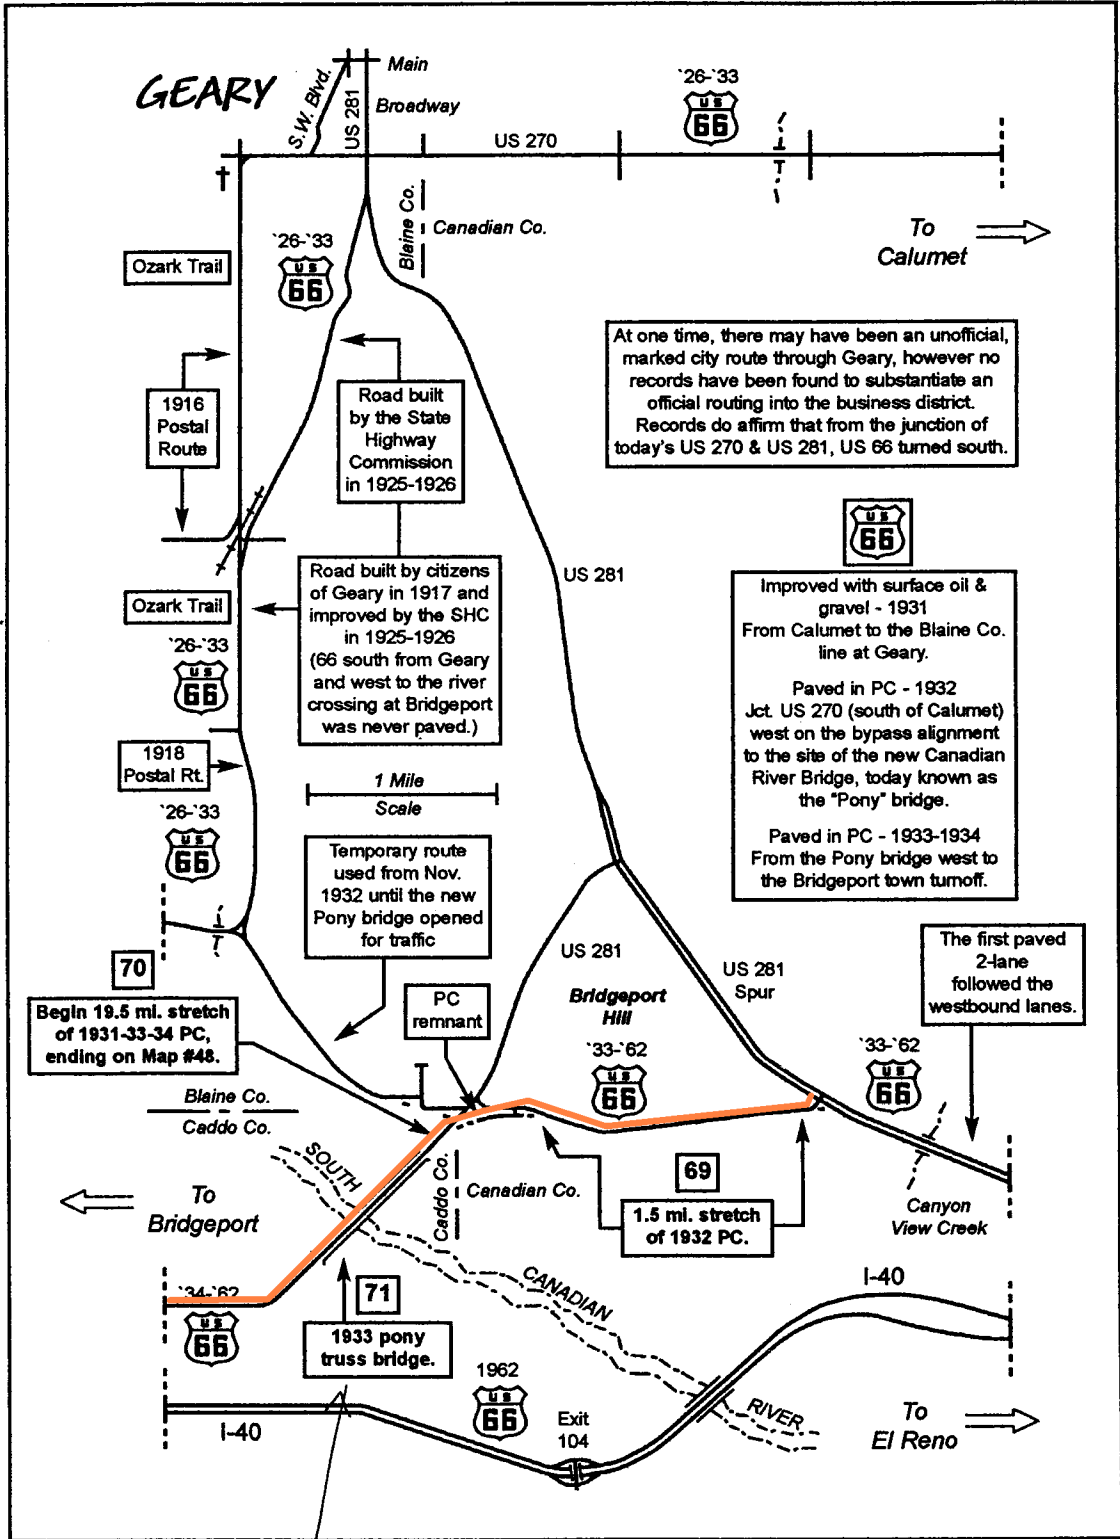 GEARY
S.W. Blvd.
US 281
Main
Broadway
US 270
'26-'33
US
66
Blaine Co.
Canadian Co.
To
Calumet
Ozark Trail
'26-'33
US
66
At one time, there may have been an unofficial,
marked city route through Geary, however no
records have been found to substantiate an
official routing into the business district.
Records do affirm that from the junction of
today's US 270 & US 281, US 66 turned south.
1916
Postal
Route
Road built
by the State
Highway
Commission
in 1925-1926
US
66
Road built by citizens
of Geary in 1917 and
improved by the SHC
in 1925-1926
(66 south from Geary
and west to the river
crossing at Bridgeport
was never paved.)
US 281
Improved with surface oil &
gravel - 1931
From Calumet to the Blaine Co.
line at Geary.
Paved in PC - 1932
Jct. US 270 (south of Calumet)
west on the bypass alignment
to the site of the new Canadian
River Bridge, today known as
the "Pony" bridge.
Paved in PC - 1933-1934
From the Pony bridge west to
the Bridgeport town turnoff.
Ozark Trail
'26-'33
US
66
1918
Postal Rt.
1 Mile
Scale
'26-'33
US
66
Temporary route
used from Nov.
1932 until the new
Pony bridge opened
for traffic
US 281
US 281
Spur
The first paved
2-lane
followed the
westbound lanes.
70
Begin 19.5 mi. stretch
of 1931-33-34 PC,
ending on Map #48.
PC
remnant
Bridgeport
Hill
'33-'62
US
66
'33-'62
US
66
Blaine Co.
Caddo Co.
SOUTH
Caddo Co.
Canadian Co.
69
1.5 mi. stretch
of 1932 PC.
Canyon
View Creek
To
Bridgeport
'34-'62
US
66
71
1933 pony
truss bridge.
CANADIAN
I-40
1962
US
66
Exit
104
RIVER
To
El Reno
I-40